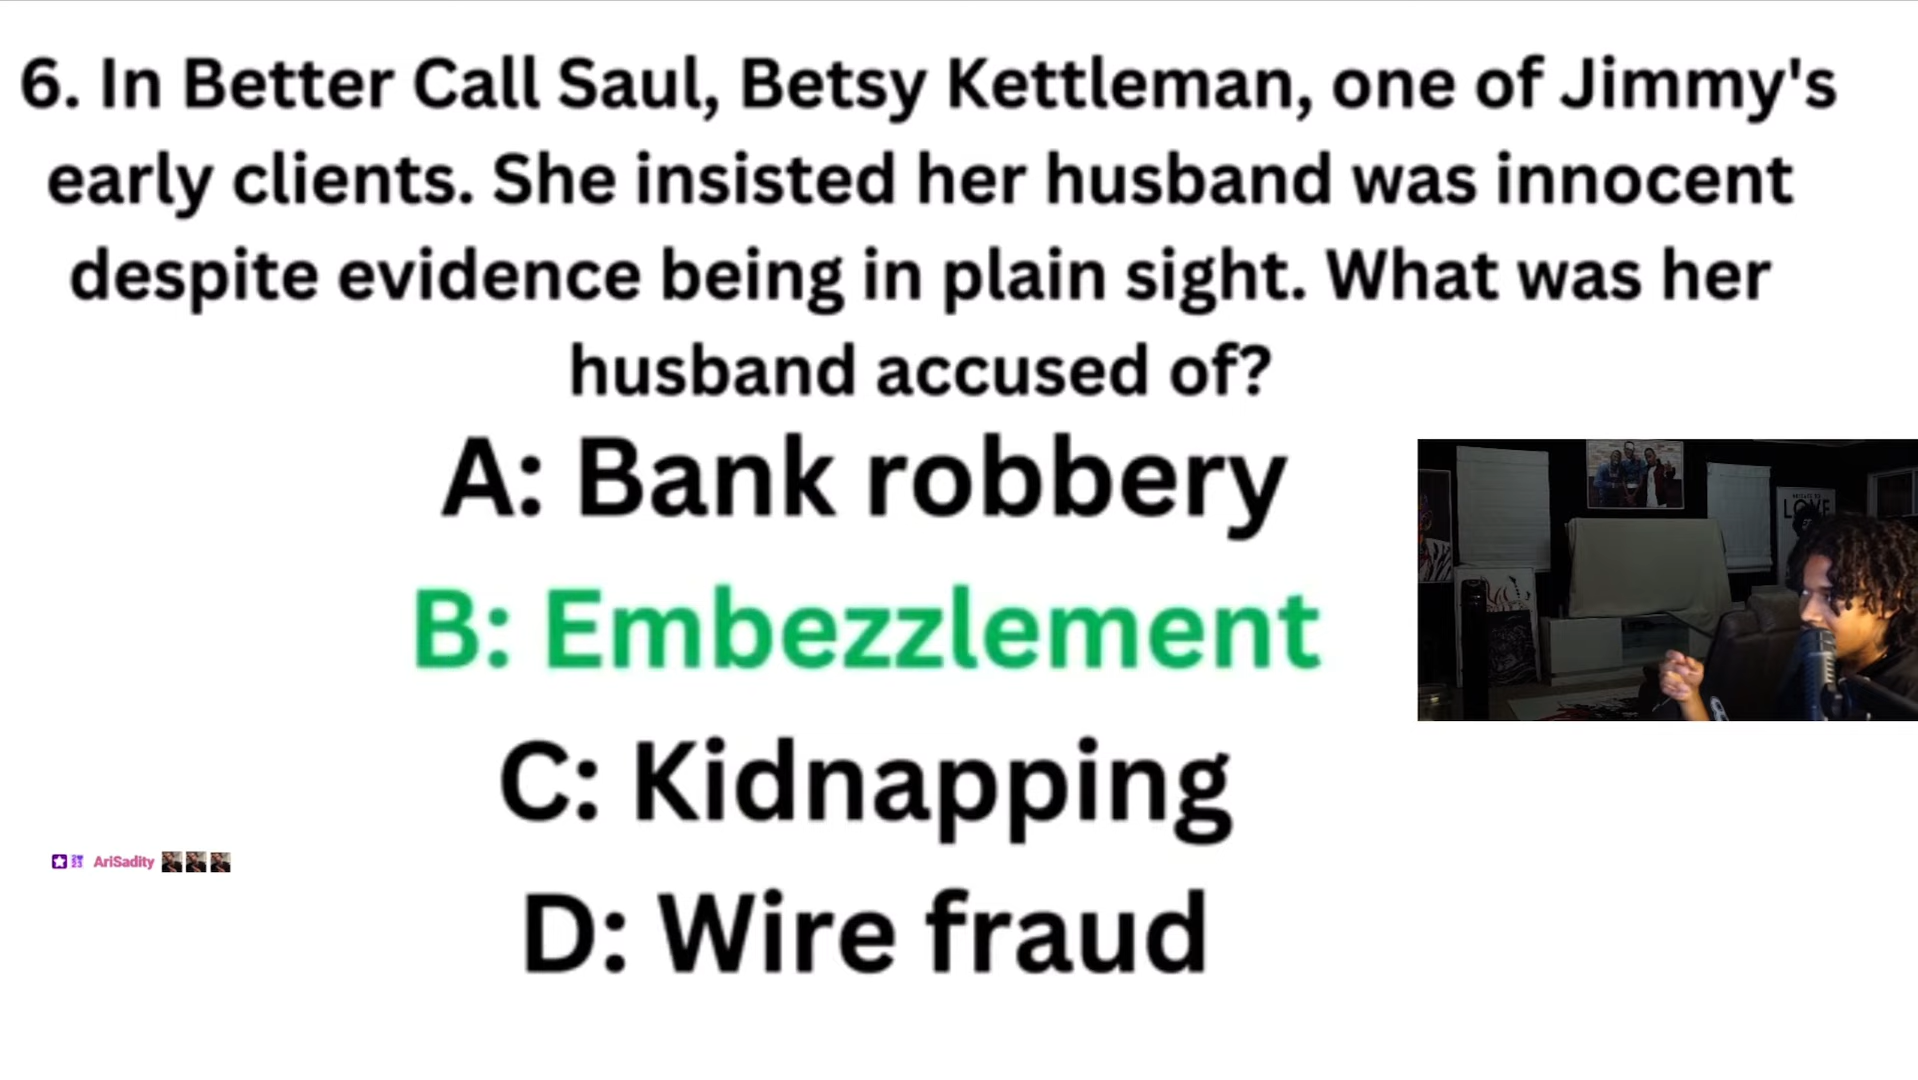 6. In Better Call Saul, Betsy Kettleman, one of Jimmy's
early clients. She insisted her husband was innocent
despite evidence being in plain sight. What was her
husband accused of?
A: Bank robbery
B: Embezzlement
C: Kidnapping
D: Wire fraud
LOVE
AriSadity